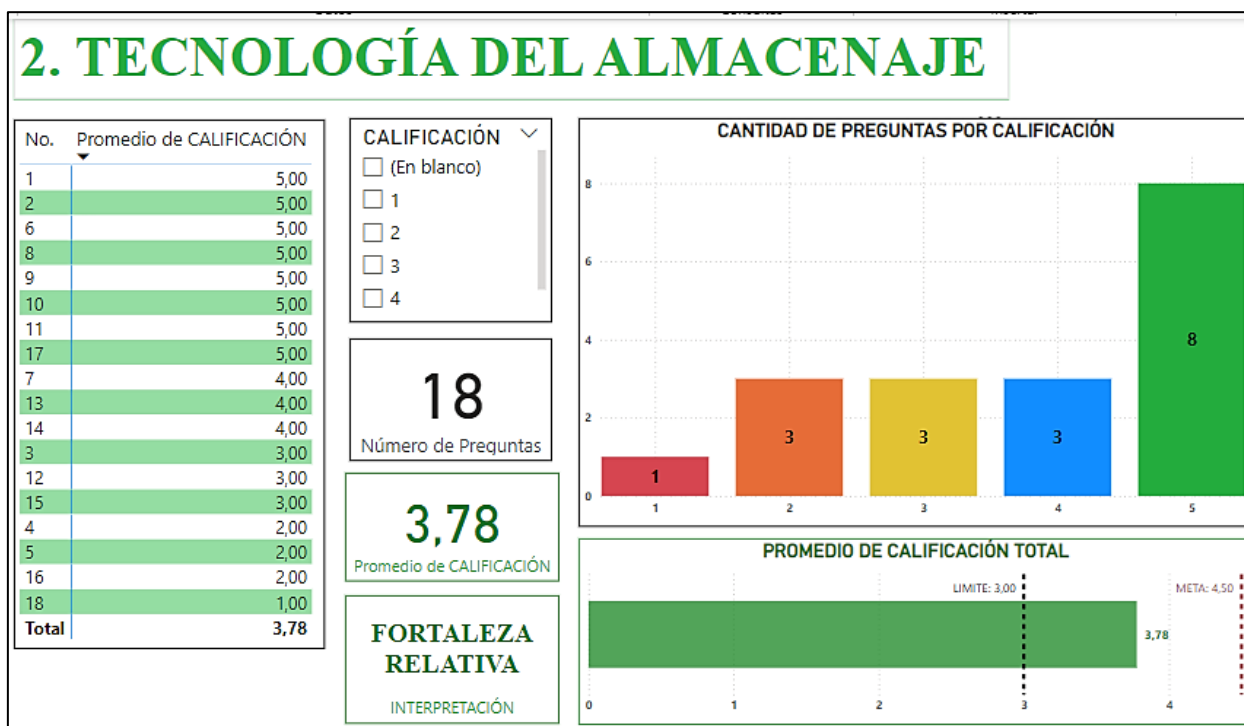 2. TECNOLOGÍA DEL ALMACENAJE
No. Promedio de CALIFICACIÓN
1 5,00
2 5,00
6 5,00
8 5,00
9 5,00
10 5,00
11 5,00
17 5,00
7 4,00
13 4,00
14 4,00
3 3,00
12 3,00
15 3,00
4 2,00
5 2,00
16 2,00
18 1,00
Total 3,78
CALIFICACIÓN
(En blanco)
1
2
3
4
18
Número de Preguntas
3,78
Promedio de CALIFICACIÓN
FORTALEZA
RELATIVA
INTERPRETACIÓN
CANTIDAD DE PREGUNTAS POR CALIFICACIÓN
8
6
4
2
0
1
3
3
3
8
1 2 3 4 5
PROMEDIO DE CALIFICACIÓN TOTAL
LIMITE: 3,00
META: 4,50
3,78
0 1 2 3 4